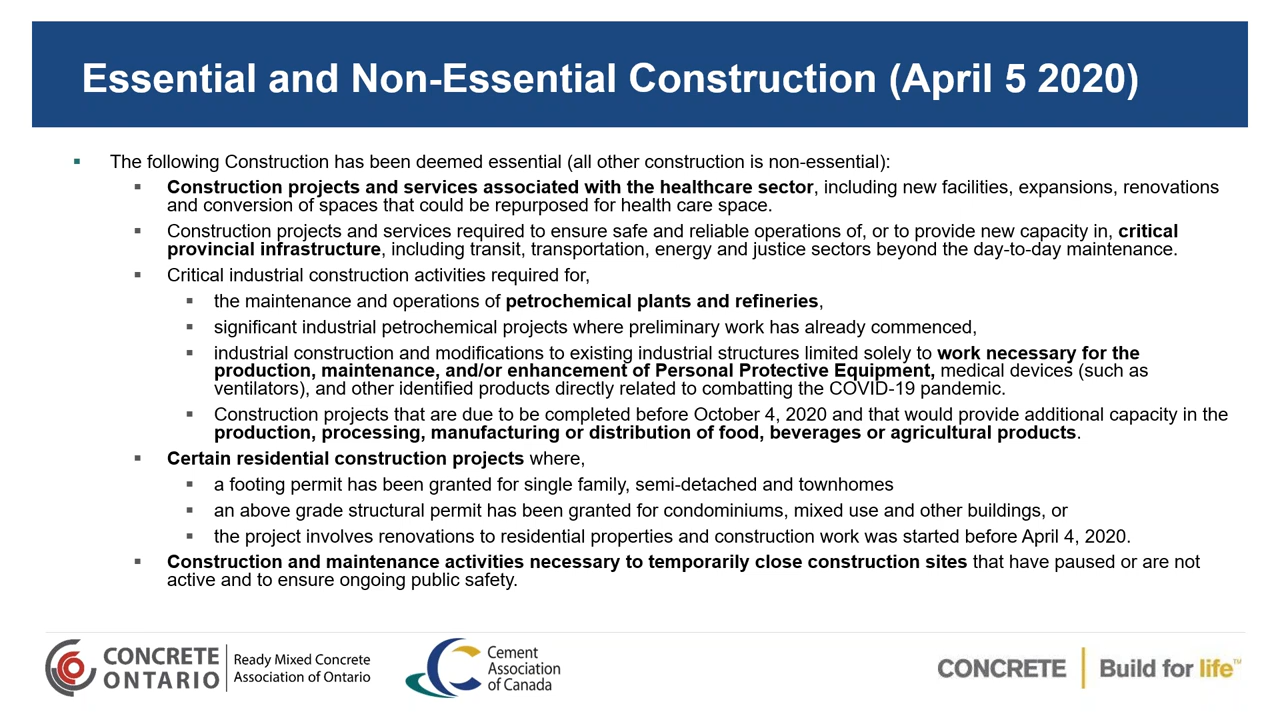 Essential and Non-Essential Construction (April 5 2020)
▪ The following Construction has been deemed essential (all other construction is non-essential):
▪ Construction projects and services associated with the healthcare sector, including new facilities, expansions, renovations
and conversion of spaces that could be repurposed for health care space.
▪ Construction projects and services required to ensure safe and reliable operations of, or to provide new capacity in, critical
provincial infrastructure, including transit, transportation, energy and justice sectors beyond the day-to-day maintenance.
▪ Critical industrial construction activities required for,
▪ the maintenance and operations of petrochemical plants and refineries,
▪ significant industrial petrochemical projects where preliminary work has already commenced,
▪ industrial construction and modifications to existing industrial structures limited solely to work necessary for the
production, maintenance, and/or enhancement of Personal Protective Equipment, medical devices (such as
ventilators), and other identified products directly related to combatting the COVID-19 pandemic.
▪ Construction projects that are due to be completed before October 4, 2020 and that would provide additional capacity in the
production, processing, manufacturing or distribution of food, beverages or agricultural products.
▪ Certain residential construction projects where,
▪ a footing permit has been granted for single family, semi-detached and townhomes
▪ an above grade structural permit has been granted for condominiums, mixed use and other buildings, or
▪ the project involves renovations to residential properties and construction work was started before April 4, 2020.
▪ Construction and maintenance activities necessary to temporarily close construction sites that have paused or are not
active and to ensure ongoing public safety.
CONCRETE
ONTARIO
Ready Mixed Concrete
Association of Ontario
Cement
Association
of Canada
CONCRETE | Build for life™